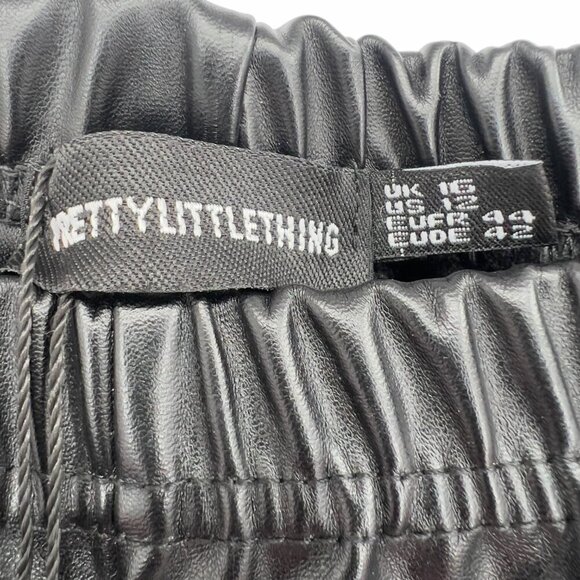 PRETTYLITTLETHING
UK 16
US 12
EUFR 44
EUDE 42